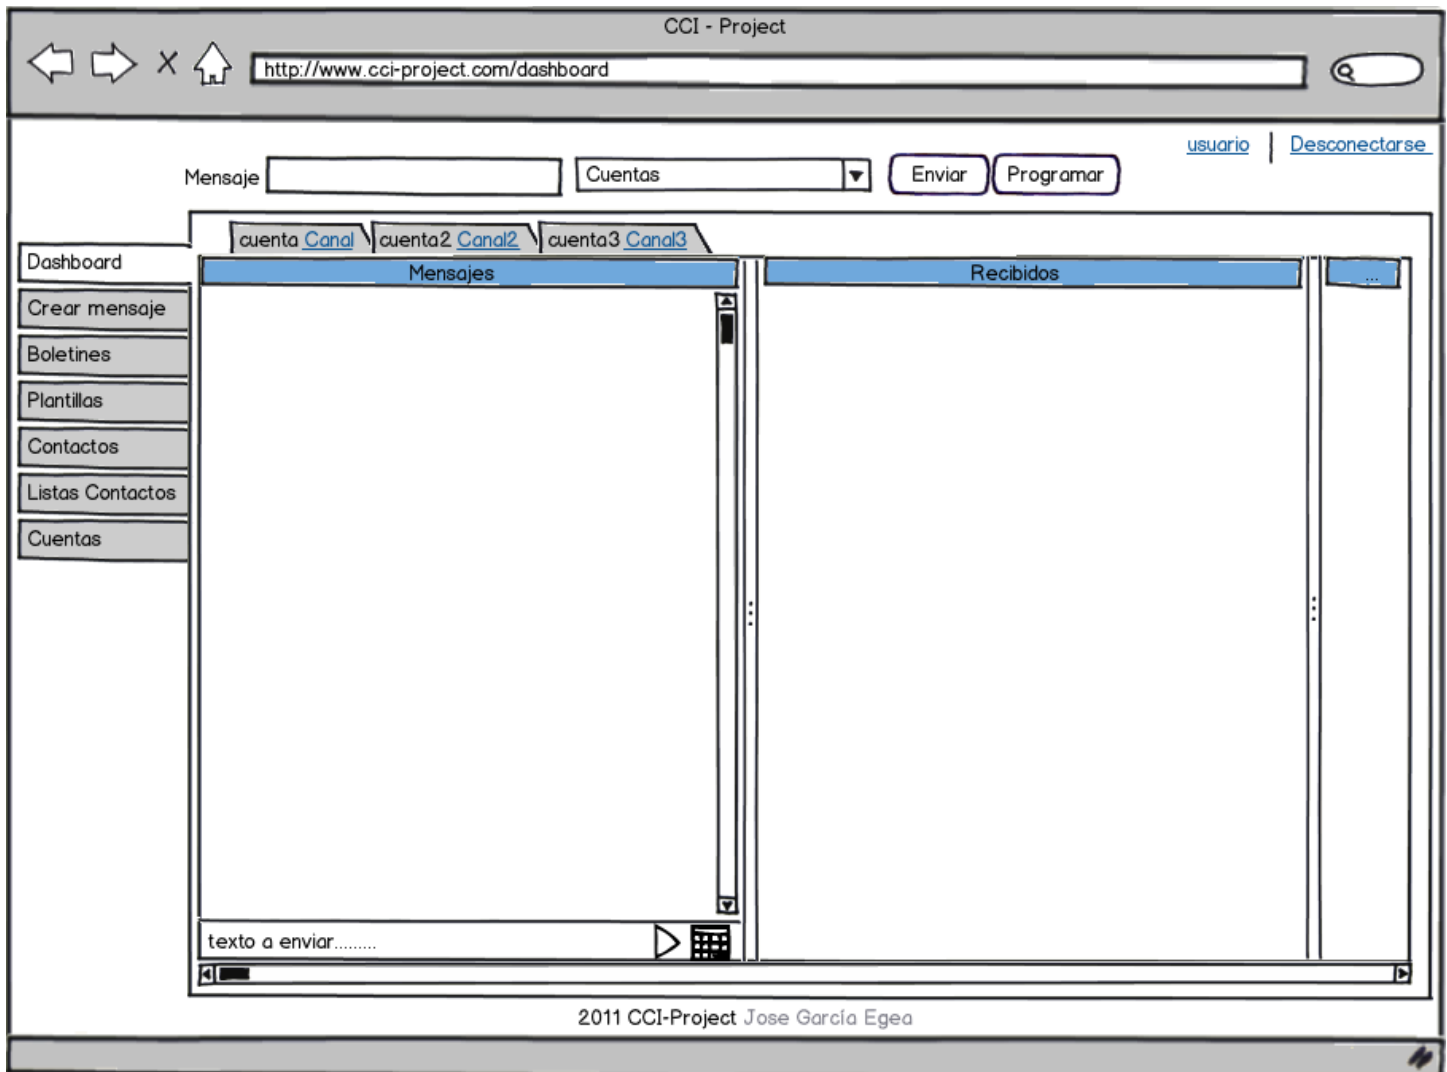 CCI - Project
http://www.cci-project.com/dashboard
usuario | Desconectarse
Mensaje Cuentas Enviar Programar
cuenta Canal cuenta2 Canal2 cuenta3 Canal3
Mensajes Recibidos ...
Dashboard
Crear mensaje
Boletines
Plantillas
Contactos
Listas Contactos
Cuentas
texto a enviar.........
2011 CCI-Project Jose García Egea